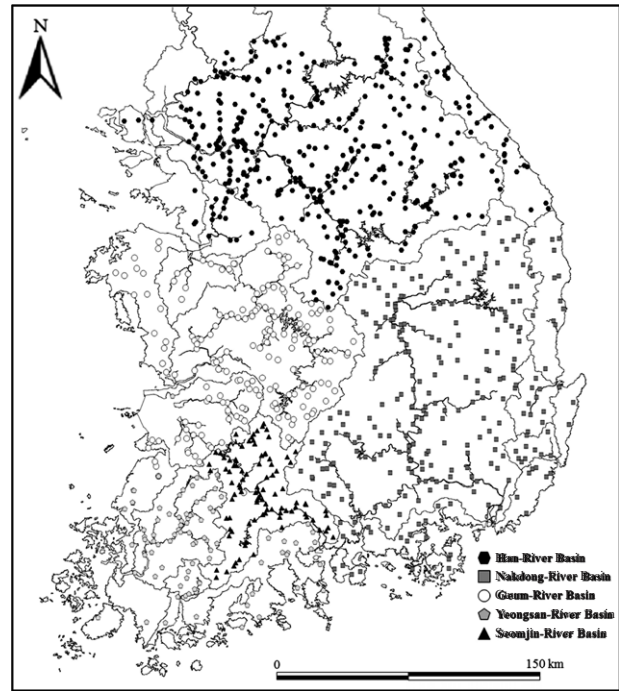 N
Han-River Basin
Nakdong-River Basin
Geum-River Basin
Yeongsan-River Basin
Seomjin-River Basin
0 150 km